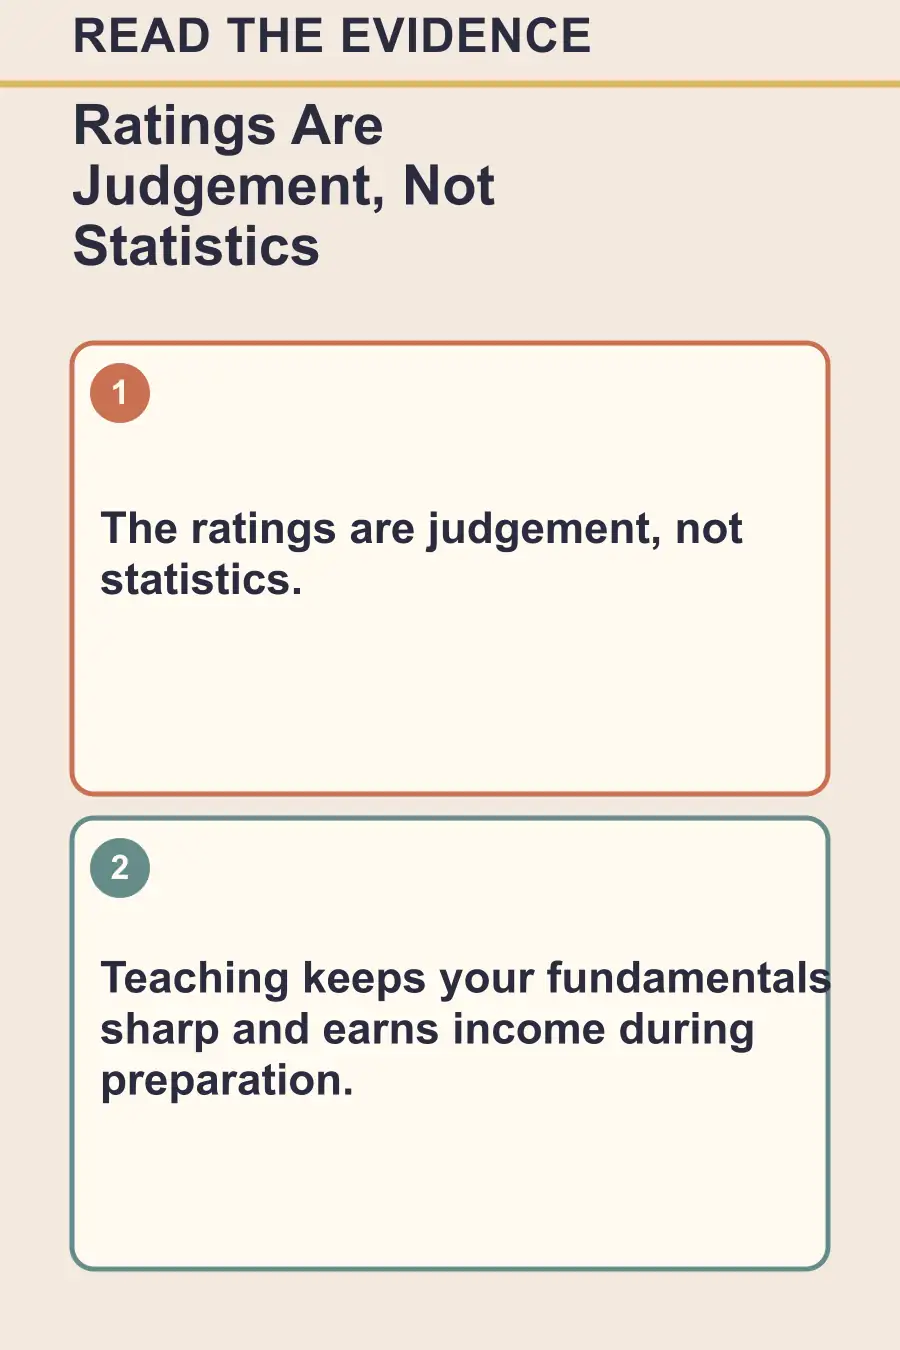 READ THE EVIDENCE
Ratings Are
Judgement, Not
Statistics
1
The ratings are judgement, not
statistics.
2
Teaching keeps your fundamentals
sharp and earns income during
preparation.